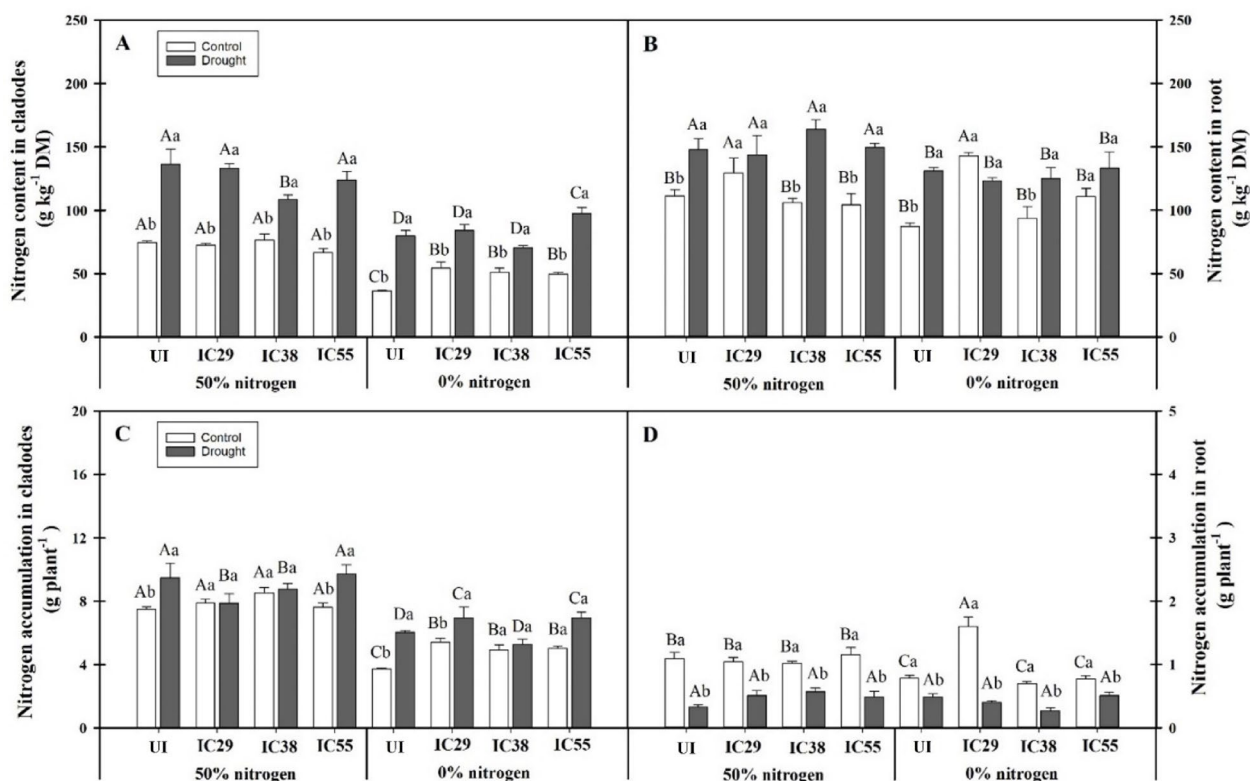 A
Control
Drought
B
Nitrogen content in cladodes
(g kg⁻¹ DM)
250
200
150
100
50
0
Ab Aa Ab Aa Ab Ba Ab Aa Cb Da Bb Da Bb Da Bb Ca
Bb Aa Aa Aa Bb Aa Bb Aa Bb Ba Aa Ba Bb Ba Ba Ba
250
200
150
100
50
0
Nitrogen content in root
(g kg⁻¹ DM)
UI IC29 IC38 IC55 UI IC29 IC38 IC55 UI IC29 IC38 IC55 UI IC29 IC38 IC55
50% nitrogen 0% nitrogen 50% nitrogen 0% nitrogen
C
Control
Drought
D
Nitrogen accumulation in cladodes
(g plant⁻¹ )
20
16
12
8
4
0
Ab Aa Aa Ba Aa Ba Ab Aa Cb Da Bb Ca Ba Da Ba Ca
Ba Ab Ba Ab Ba Ab Ba Ab Ca Ab Aa Ab Ca Ab Ca Ab
5
4
3
2
1
0
Nitrogen accumulation in root
(g plant⁻¹ )
UI IC29 IC38 IC55 UI IC29 IC38 IC55 UI IC29 IC38 IC55 UI IC29 IC38 IC55
50% nitrogen 0% nitrogen 50% nitrogen 0% nitrogen